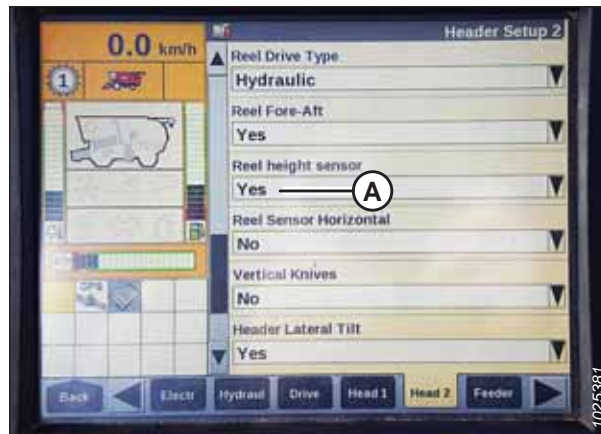 Header Setup 2
0.0 km/h
1
Reel Drive Type
Hydraulic
Reel Fore-Aft
Yes
Reel height sensor
Yes
A
Reel Sensor Horizontal
No
Vertical Knives
No
Header Lateral Tilt
Yes
GPS
Back
Electr
Hydraul
Drive
Head 1
Head 2
Feeder
1025381